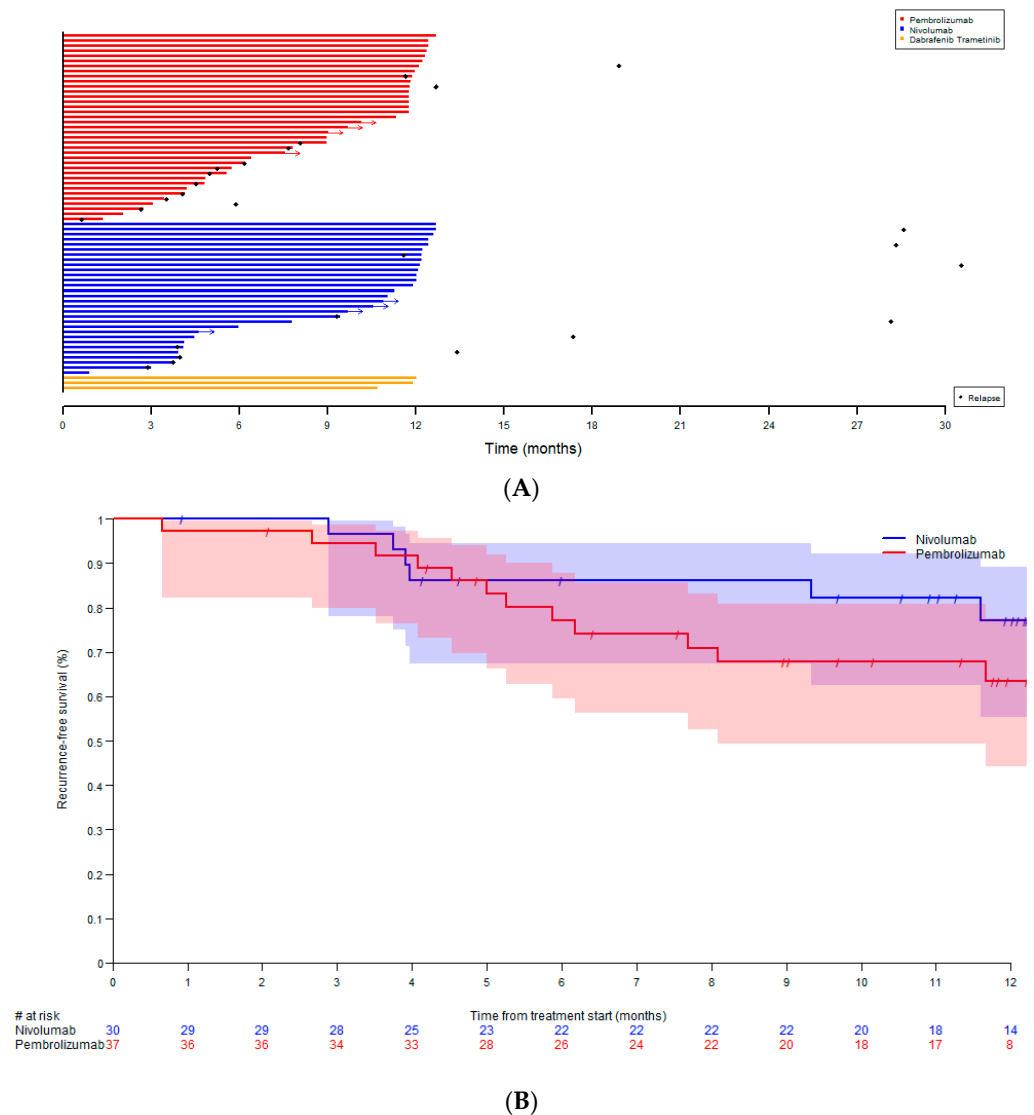 Pembrolizumab
Nivolumab
Dabrafenib Trametinib
Relapse
0 3 6 9 12 15 18 21 24 27 30
Time (months)
(A)
Nivolumab
Pembrolizumab
Recurrence-free survival (%)
1
0.9
0.8
0.7
0.6
0.5
0.4
0.3
0.2
0.1
0
0 1 2 3 4 5 6 7 8 9 10 11 12
# at risk
Time from treatment start (months)
Nivolumab 30 29 29 28 25 23 22 22 22 22 20 18 14
Pembrolizumab 37 36 36 34 33 28 26 24 22 20 18 17 8
(B)